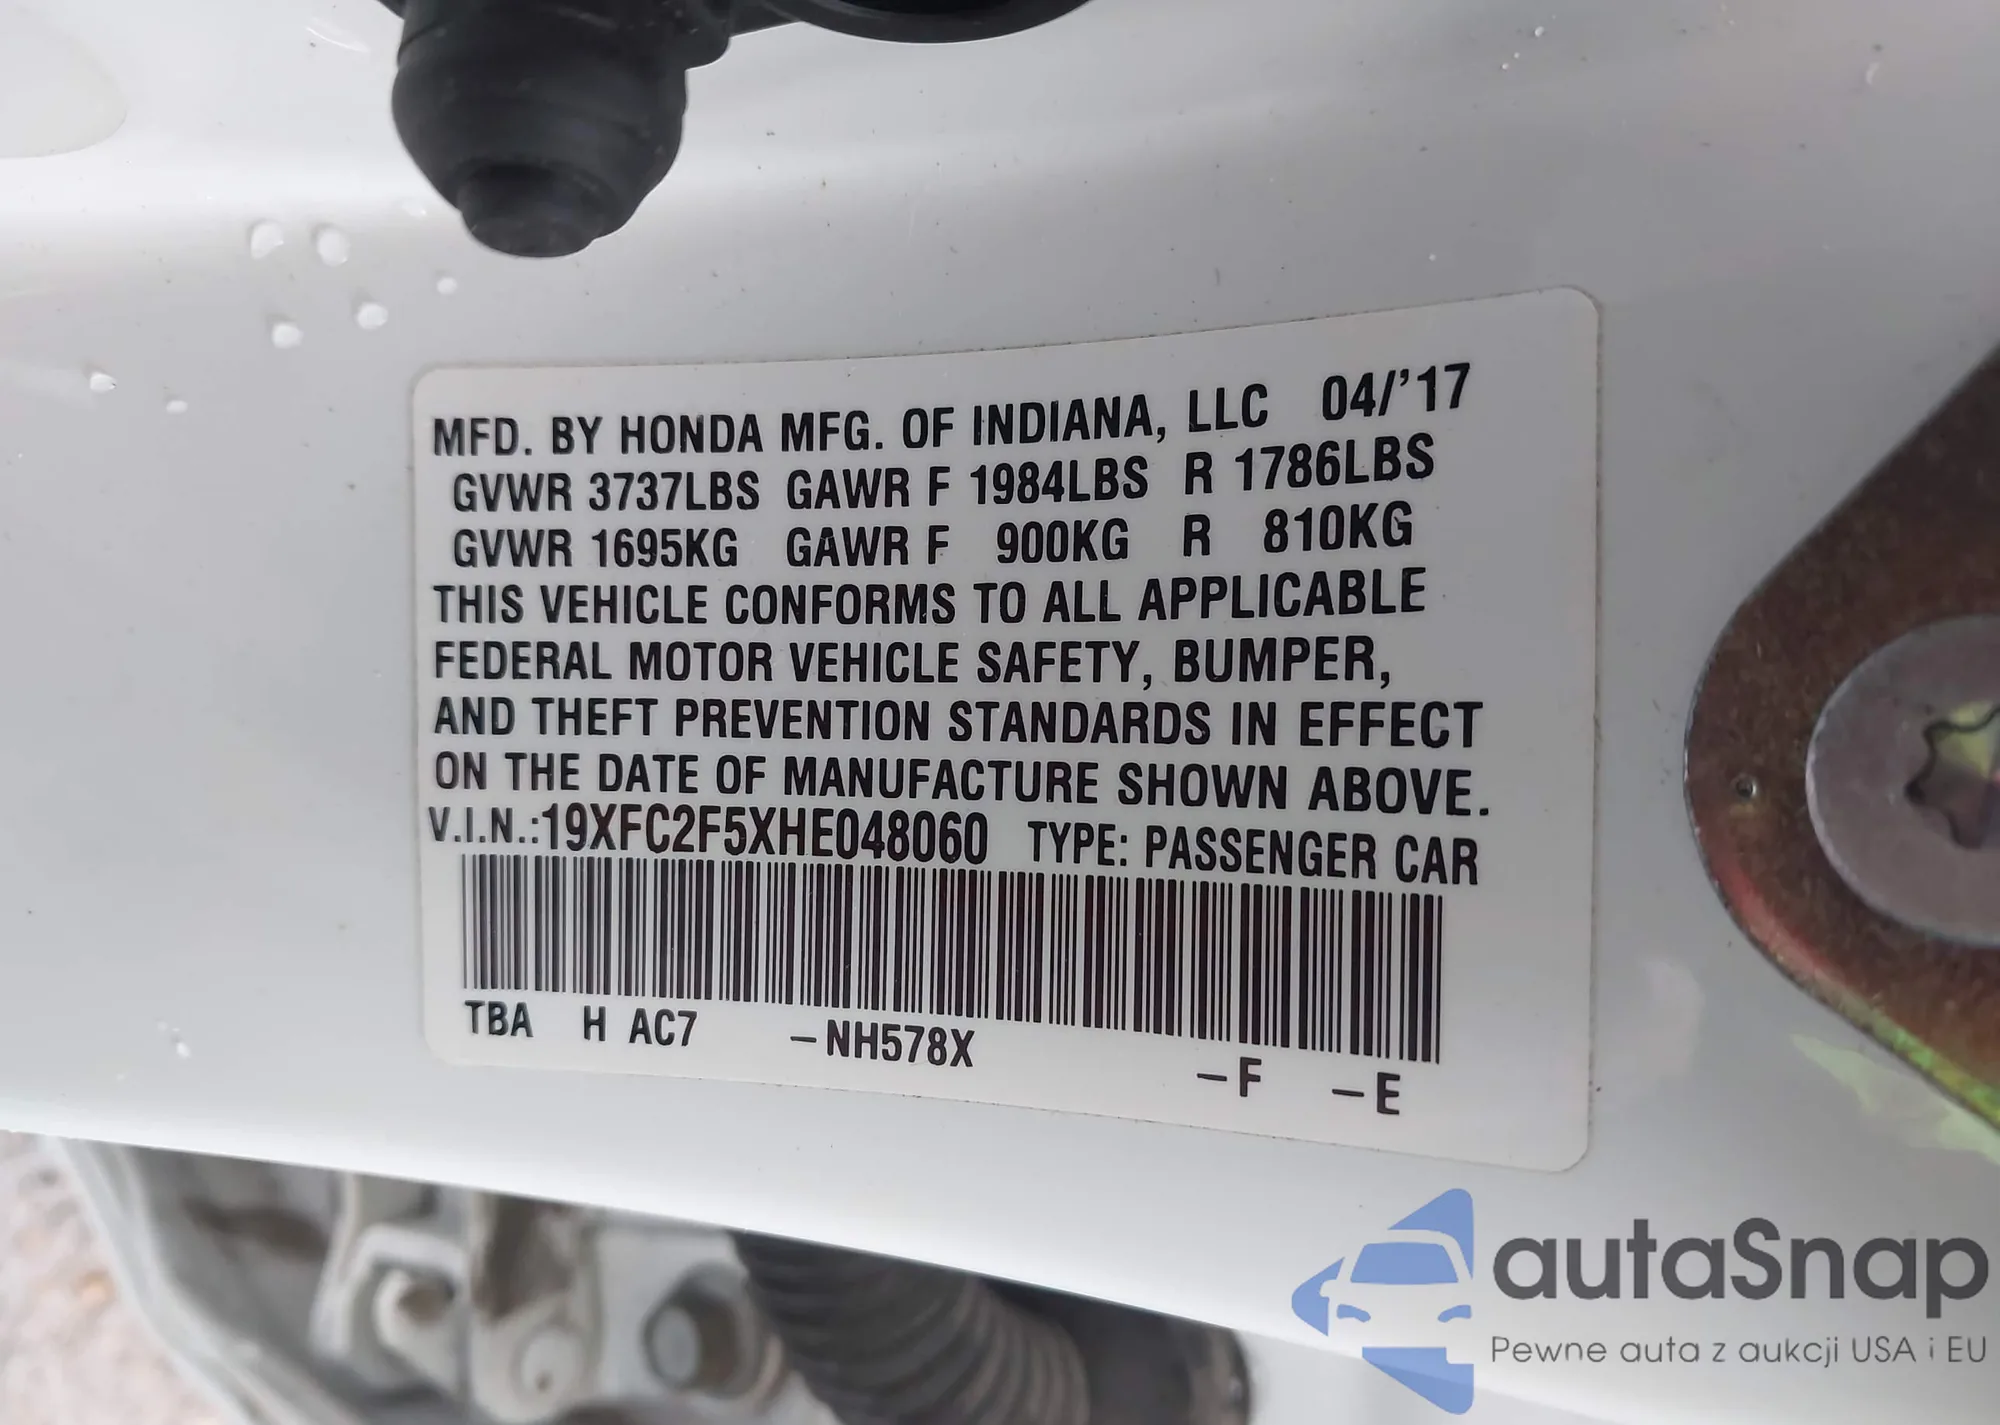 MFD. BY HONDA MFG. OF INDIANA, LLC 04/'17
GVWR 3737LBS GAWR F 1984LBS R 1786LBS
GVWR 1695KG GAWR F 900KG R 810KG
THIS VEHICLE CONFORMS TO ALL APPLICABLE
FEDERAL MOTOR VEHICLE SAFETY, BUMPER,
AND THEFT PREVENTION STANDARDS IN EFFECT
ON THE DATE OF MANUFACTURE SHOWN ABOVE.
V.I.N.:19XFC2F5XHE048060 TYPE: PASSENGER CAR
TBA H AC7 –NH578X –F –E
autaSnap
Pewne auta z aukcji USA i EU